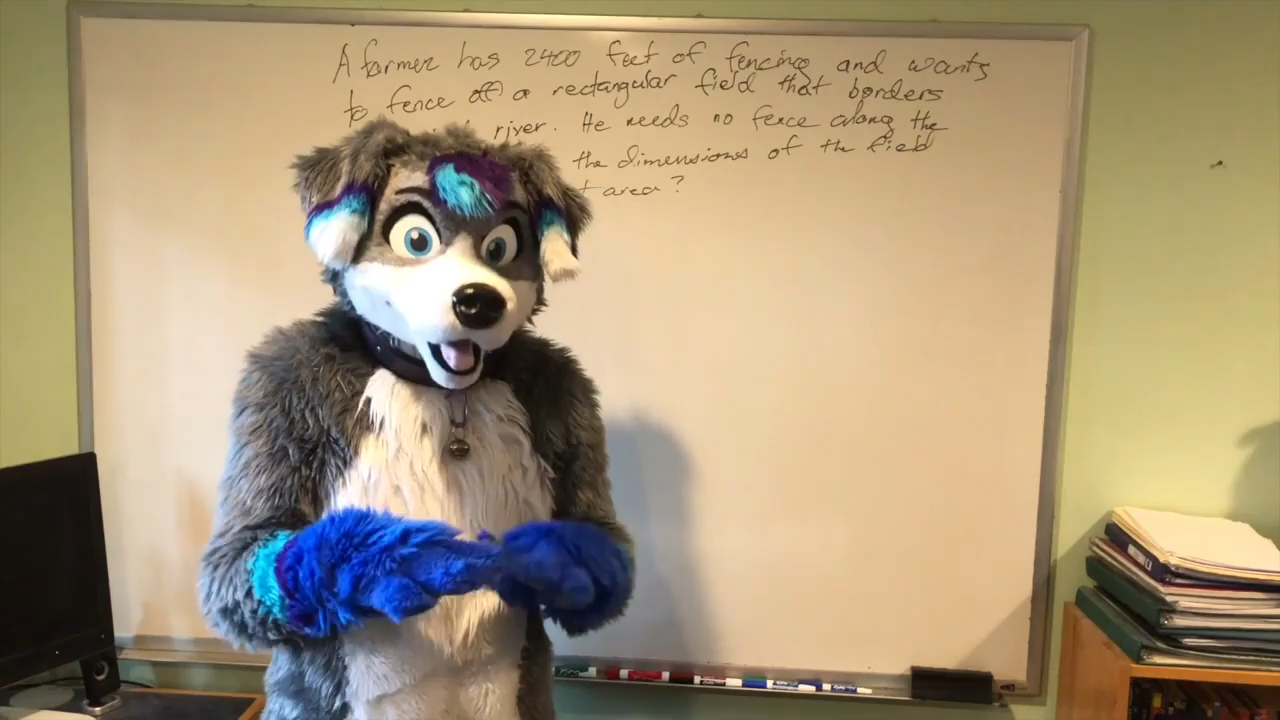 A farmer has 2400 feet of fencing and wants
to fence off a rectangular field that borders
river. He needs no fence along the
the dimensions of the field
area?